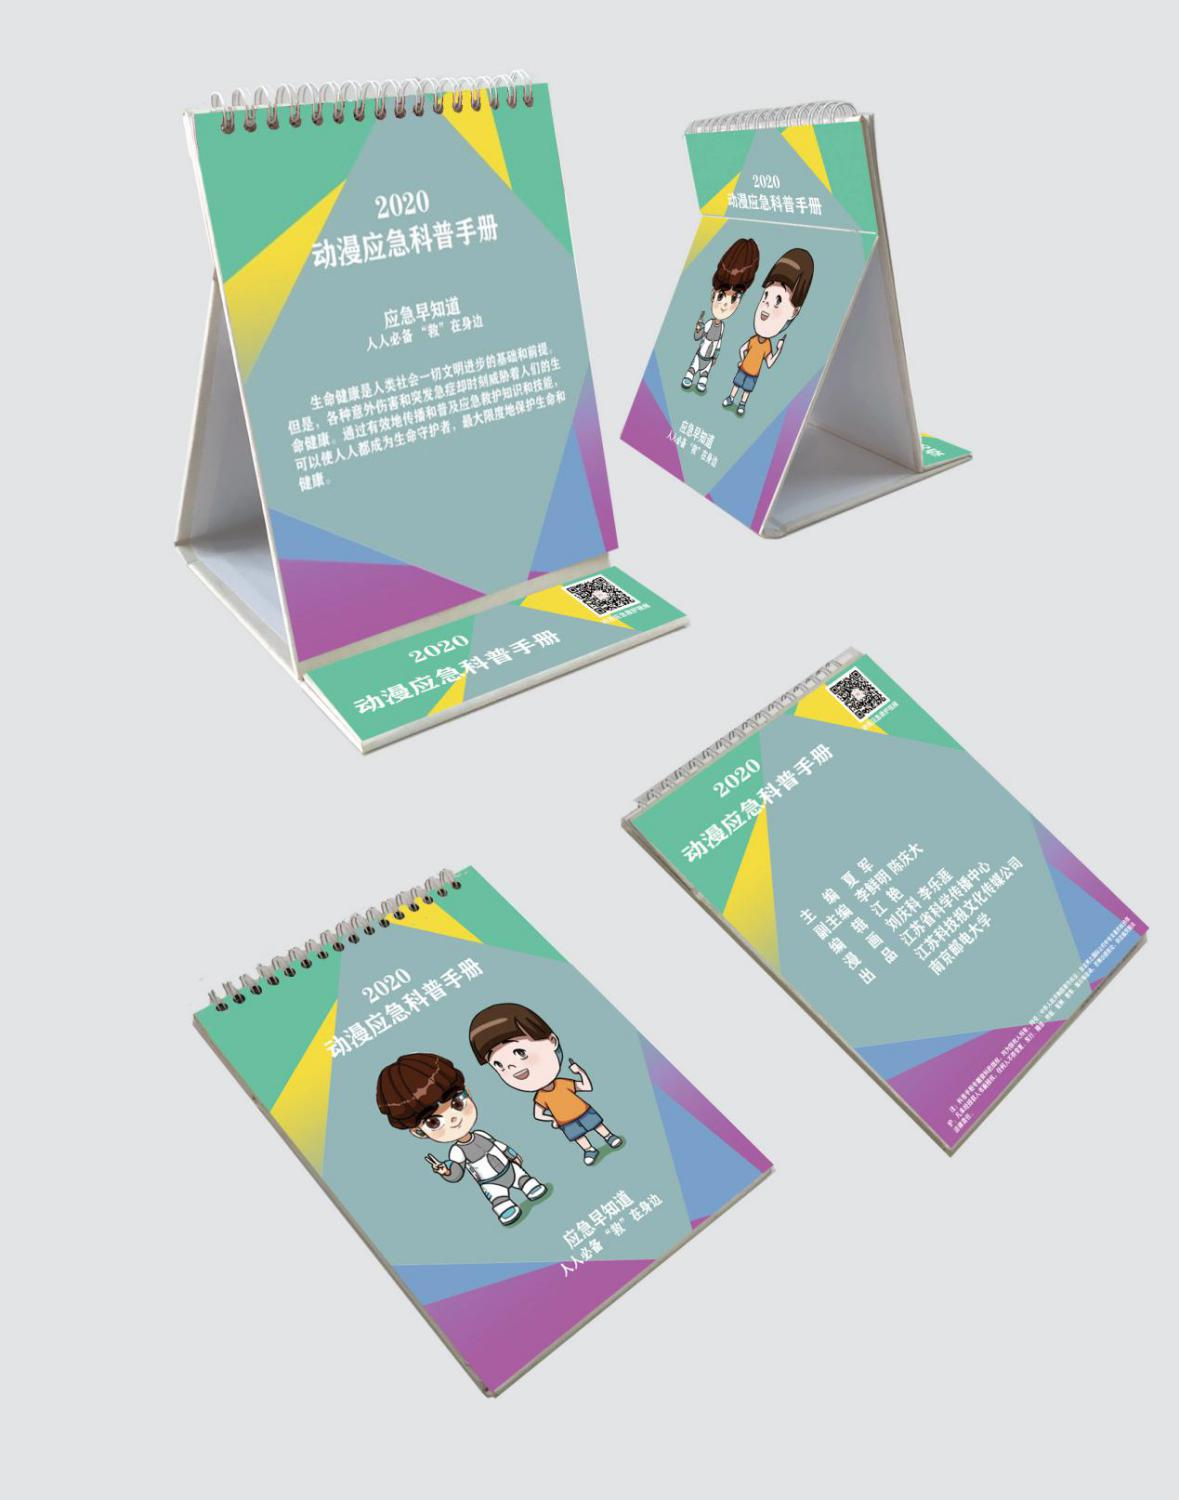 2020
动漫应急科普手册
应急早知道
人人必备“救”在身边
生命健康是人类社会一切文明进步的基础和前提。
但是，各种意外伤害和突发急症却时刻威胁着人们的生
命健康。通过有效地传播和普及应急救护知识和技能，
可以使人人都成为生命守护者，最大限度地保护生命和
健康。
2020
动漫应急科普手册
2020
动漫应急科普手册
应急早知道
人人必备“救”在身边
2020
动漫应急科普手册
主 编 夏 军
副主编 李鲜明 陈庆大
编 辑 江 艳
漫 画 刘庆科 李乐涯
出 品 江苏省科学传播中心
江苏科技报文化传媒公司
南京邮电大学
2020
动漫应急科普手册
应急早知道
人人必备“救”在身边